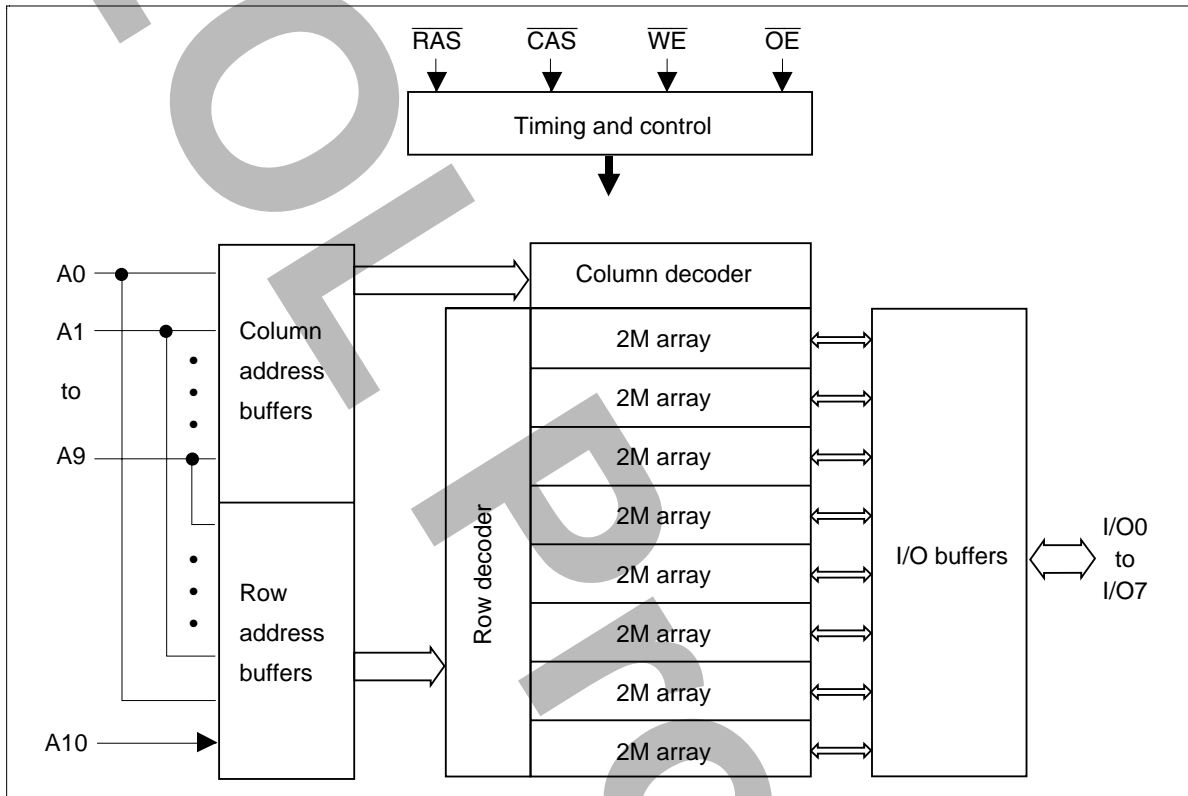 RAS CAS WE OE
Timing and control
A0
A1
to
A9
A10
Column
address
buffers
Row
address
buffers
Column decoder
Row decoder
2M array
2M array
2M array
2M array
2M array
2M array
2M array
2M array
I/O buffers
I/O0
to
I/O7
OL Pro